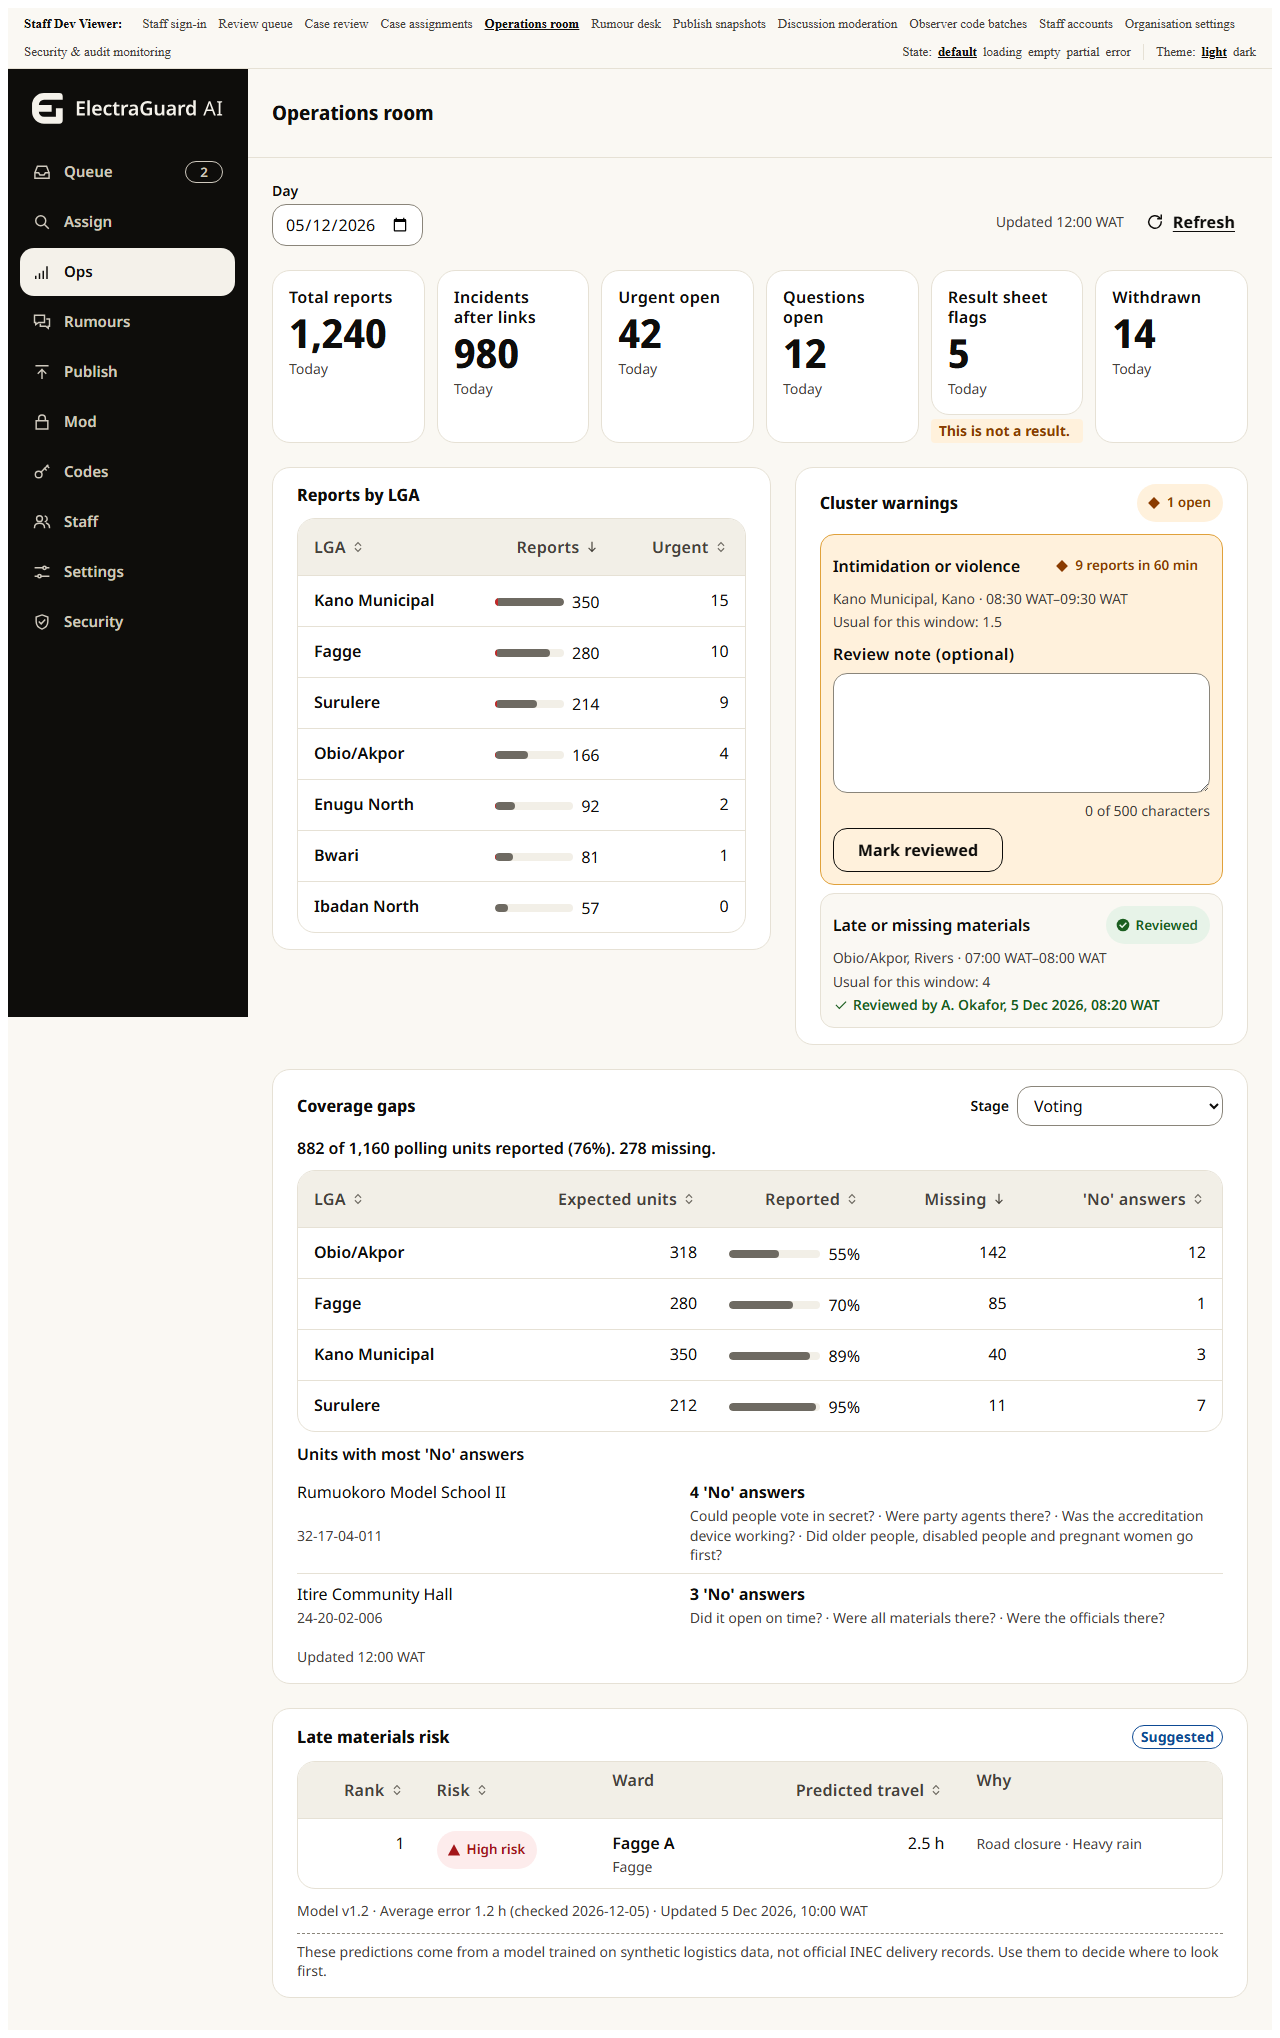 Staff Dev Viewer: Staff sign-in Review queue Case review Case assignments Operations room Rumour desk Publish snapshots Discussion moderation Observer code batches Staff accounts Organisation settings
Security & audit monitoring State: default loading empty partial error Theme: light dark
ElectraGuard AI
Queue 2
Assign
Ops
Rumours
Publish
Mod
Codes
Staff
Settings
Security
Operations room
Day
05/12/2026
Updated 12:00 WAT Refresh
Total reports
1,240
Today
Incidents
after links
980
Today
Urgent open
42
Today
Questions
open
12
Today
Result sheet
flags
5
Today
This is not a result.
Withdrawn
14
Today
Reports by LGA
LGA Reports Urgent
Kano Municipal 350 15
Fagge 280 10
Surulere 214 9
Obio/Akpor 166 4
Enugu North 92 2
Bwari 81 1
Ibadan North 57 0
Cluster warnings 1 open
Intimidation or violence 9 reports in 60 min
Kano Municipal, Kano · 08:30 WAT–09:30 WAT
Usual for this window: 1.5
Review note (optional)
0 of 500 characters
Mark reviewed
Late or missing materials Reviewed
Obio/Akpor, Rivers · 07:00 WAT–08:00 WAT
Usual for this window: 4
Reviewed by A. Okafor, 5 Dec 2026, 08:20 WAT
Coverage gaps Stage Voting
882 of 1,160 polling units reported (76%). 278 missing.
LGA Expected units Reported Missing 'No' answers
Obio/Akpor 318 55% 142 12
Fagge 280 70% 85 1
Kano Municipal 350 89% 40 3
Surulere 212 95% 11 7
Units with most 'No' answers
Rumuokoro Model School II
32-17-04-011
4 'No' answers
Could people vote in secret? · Were party agents there? · Was the accreditation
device working? · Did older people, disabled people and pregnant women go
first?
Itire Community Hall
24-20-02-006
3 'No' answers
Did it open on time? · Were all materials there? · Were the officials there?
Updated 12:00 WAT
Late materials risk Suggested
Rank Risk Ward Predicted travel Why
1 High risk Fagge A 2.5 h Road closure · Heavy rain
Fagge
Model v1.2 · Average error 1.2 h (checked 2026-12-05) · Updated 5 Dec 2026, 10:00 WAT
These predictions come from a model trained on synthetic logistics data, not official INEC delivery records. Use them to decide where to look
first.